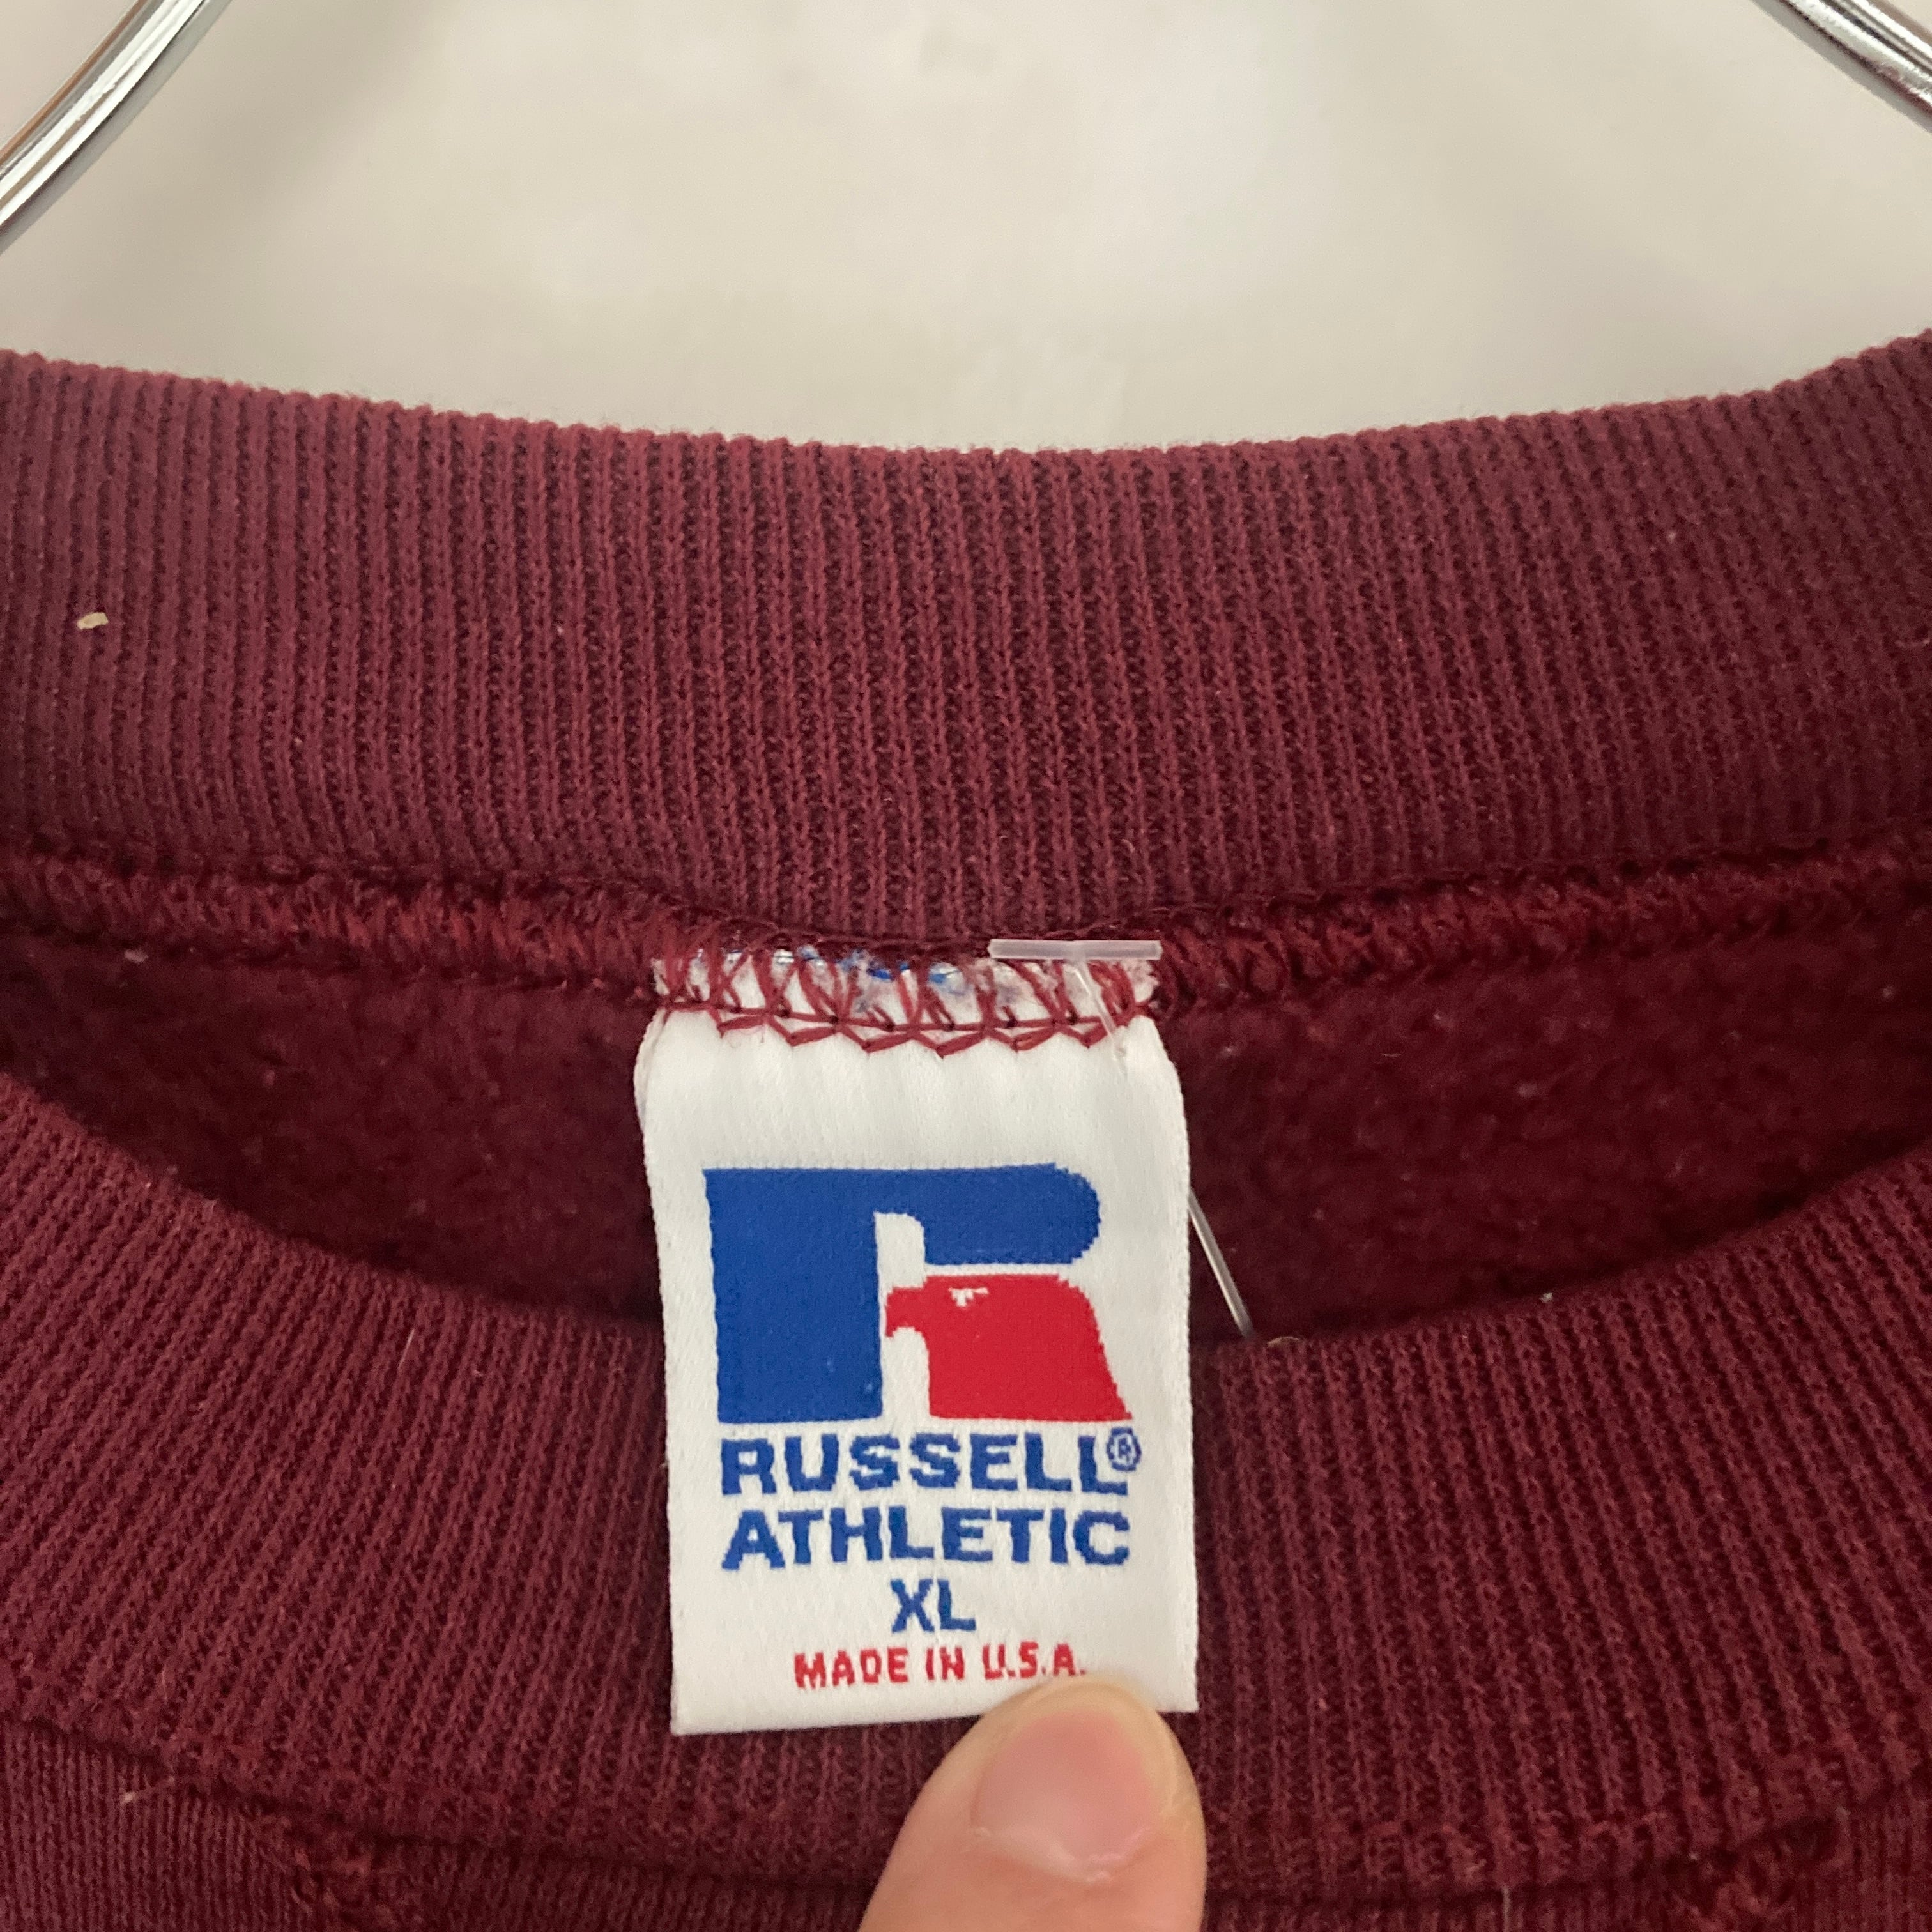 RUSSELL®
ATHLETIC
XL
MADE IN U.S.A.